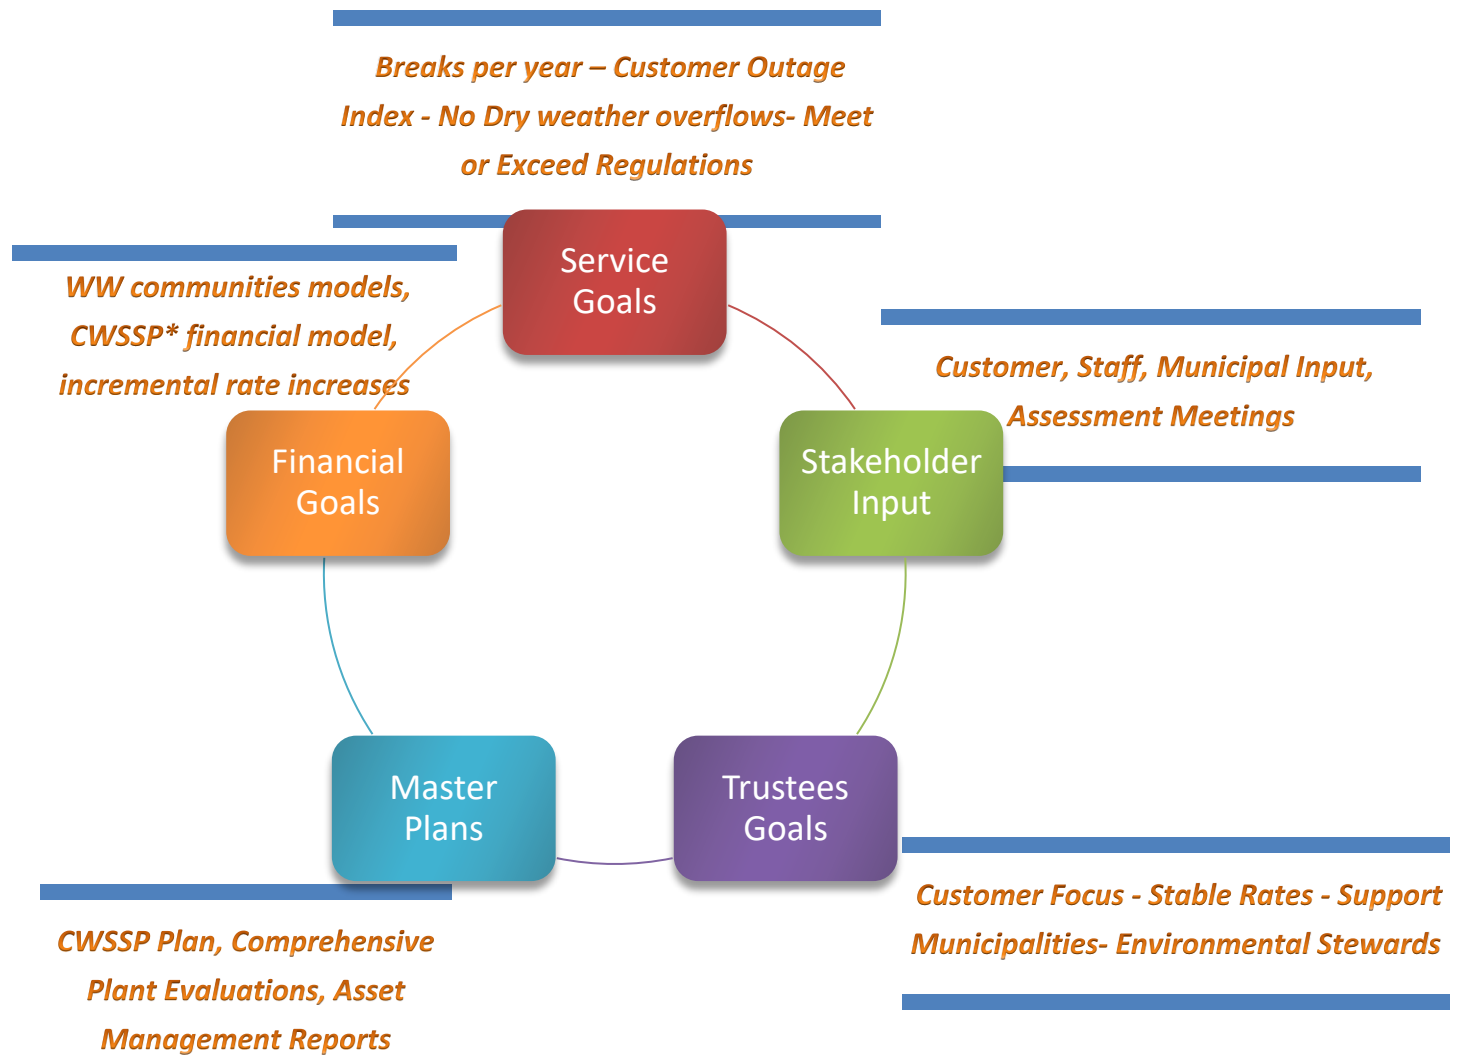 Breaks per year – Customer Outage
Index - No Dry weather overflows- Meet
or Exceed Regulations
Service
Goals
WW communities models,
CWSSP* financial model,
incremental rate increases
Customer, Staff, Municipal Input,
Assessment Meetings
Financial
Goals
Stakeholder
Input
Master
Plans
Trustees
Goals
Customer Focus - Stable Rates - Support
Municipalities- Environmental Stewards
CWSSP Plan, Comprehensive
Plant Evaluations, Asset
Management Reports